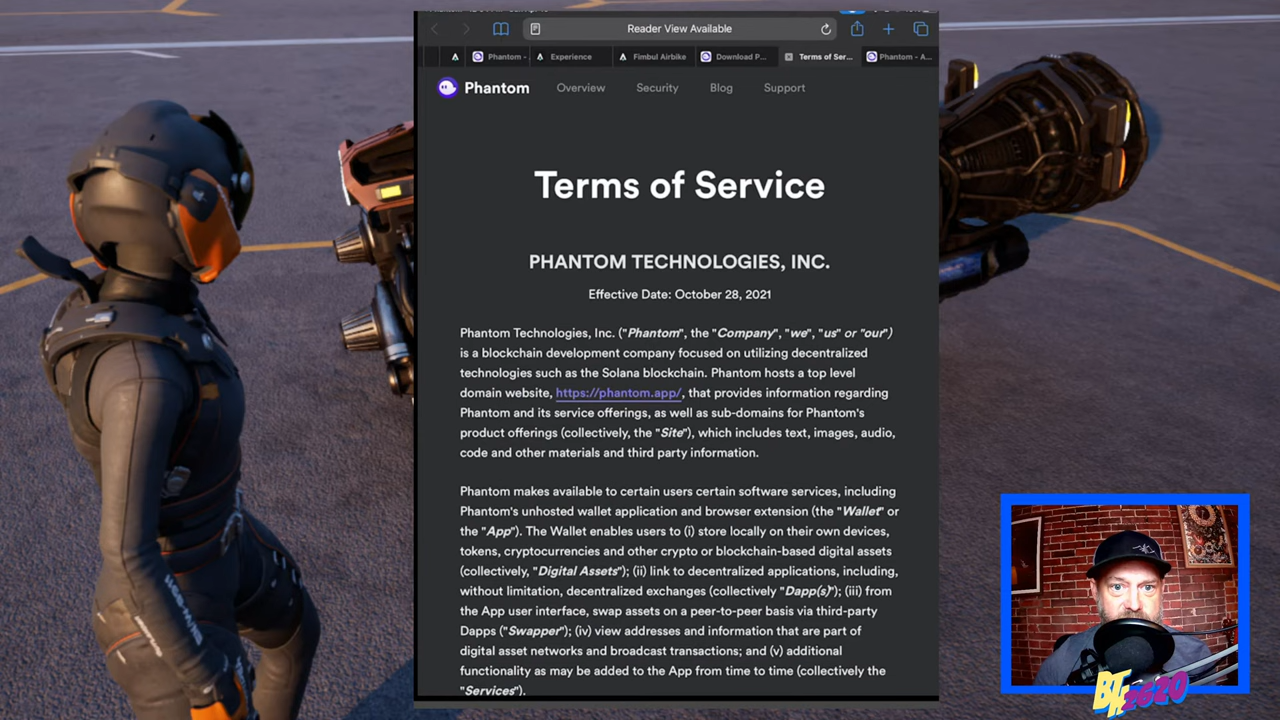 Reader View Available
Phantom - Experience Fimbul Airbike Download P... Terms of Ser... Phantom - A...
Phantom Overview Security Blog Support
Terms of Service
PHANTOM TECHNOLOGIES, INC.
Effective Date: October 28, 2021
Phantom Technologies, Inc. ("Phantom", the "Company", "we", "us" or "our")
is a blockchain development company focused on utilizing decentralized
technologies such as the Solana blockchain. Phantom hosts a top level
domain website, https://phantom.app/, that provides information regarding
Phantom and its service offerings, as well as sub-domains for Phantom's
product offerings (collectively, the "Site"), which includes text, images, audio,
code and other materials and third party information.
Phantom makes available to certain users certain software services, including
Phantom's unhosted wallet application and browser extension (the "Wallet" or
the "App"). The Wallet enables users to (i) store locally on their own devices,
tokens, cryptocurrencies and other crypto or blockchain-based digital assets
(collectively, "Digital Assets"); (ii) link to decentralized applications, including,
without limitation, decentralized exchanges (collectively "Dapp(s)"); (iii) from
the App user interface, swap assets on a peer-to-peer basis via third-party
Dapps ("Swapper"); (iv) view addresses and information that are part of
digital asset networks and broadcast transactions; and (v) additional
functionality as may be added to the App from time to time (collectively the
"Services").
BTK2620